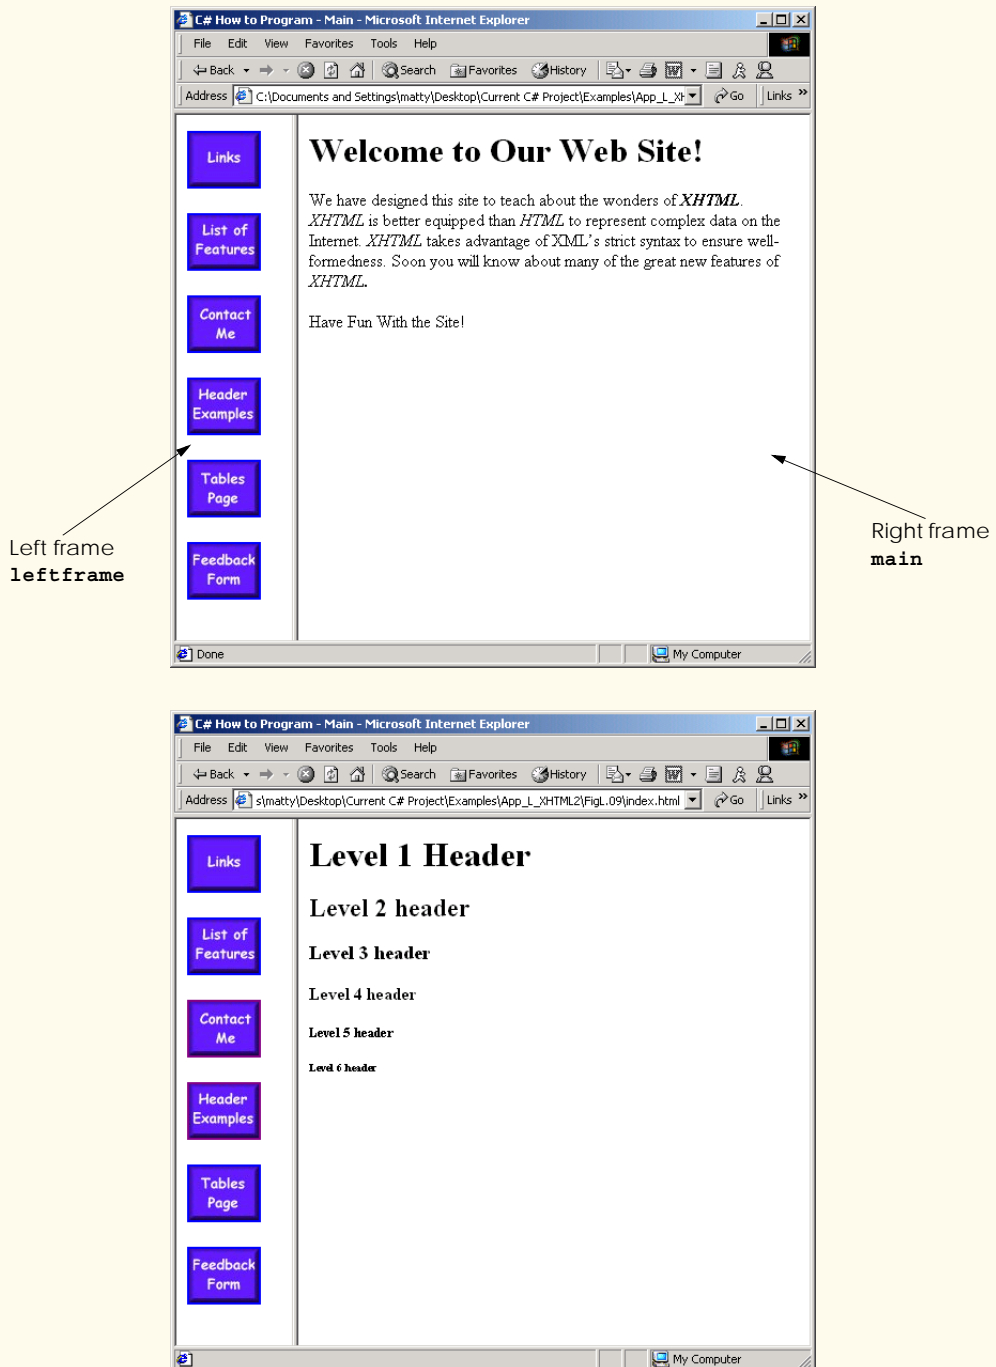 C# How to Program - Main - Microsoft Internet Explorer
File Edit View Favorites Tools Help
Back Search Favorites History
Address C:\Documents and Settings\matty\Desktop\Current C# Project\Examples\App_L_XH Go Links »
Links
List of
Features
Contact
Me
Header
Examples
Tables
Page
Feedback
Form
Welcome to Our Web Site!
We have designed this site to teach about the wonders of XHTML.
XHTML is better equipped than HTML to represent complex data on the
Internet. XHTML takes advantage of XML's strict syntax to ensure well-
formedness. Soon you will know about many of the great new features of
XHTML.
Have Fun With the Site!
Left frame
leftframe
Right frame
main
Done My Computer
C# How to Program - Main - Microsoft Internet Explorer
File Edit View Favorites Tools Help
Back Search Favorites History
Address s\matty\Desktop\Current C# Project\Examples\App_L_XHTML2\FigL.09\index.html Go Links »
Links
List of
Features
Contact
Me
Header
Examples
Tables
Page
Feedback
Form
Level 1 Header
Level 2 header
Level 3 header
Level 4 header
Level 5 header
Level 6 header
My Computer